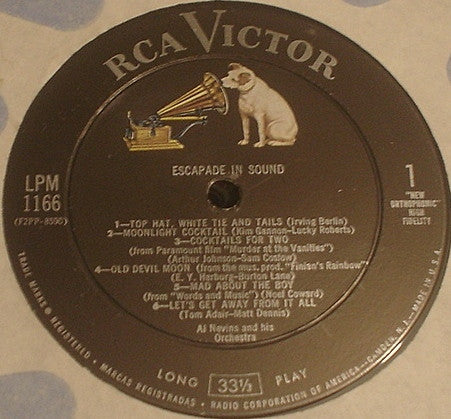 RCA VICTOR
ESCAPADE IN SOUND
LPM
1166
(F2PP-8590)
1
"NEW
ORTHOPHONIC"
HIGH
FIDELITY
1—TOP HAT, WHITE TIE AND TAILS (Irving Berlin)
2—MOONLIGHT COCKTAIL (Kim Gannon-Lucky Roberts)
3—COCKTAILS FOR TWO
(from Paramount film "Murder at the Vanities")
(Arthur Johnson-Sam Coslow)
4—OLD DEVIL MOON (from the mus. prod. "Finian's Rainbow")
(E. Y. Harburg-Burton Lane)
5—MAD ABOUT THE BOY
(from "Words and Music") (Noel Coward)
6—LET'S GET AWAY FROM IT ALL
(Tom Adair-Matt Dennis)
Al Nevins and his
Orchestra
LONG 33⅓ PLAY
TRADE MARKS ® REGISTERED • MARCAS REGISTRADAS • RADIO CORPORATION OF AMERICA—CAMDEN, N.J.—MADE IN U.S.A.